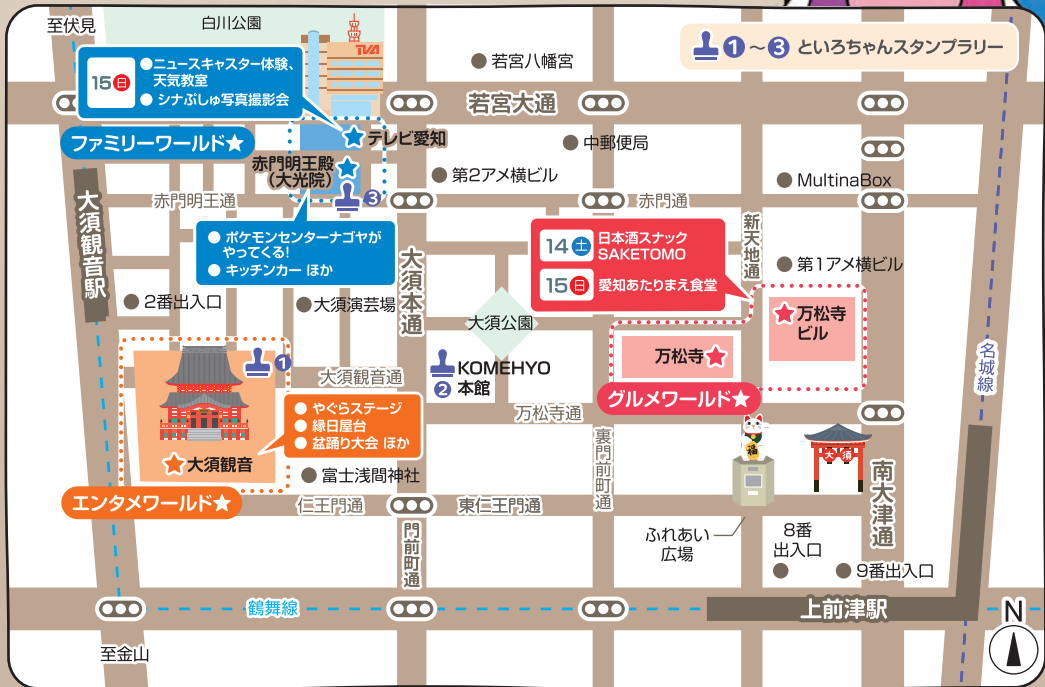 至伏見
白川公園
TVA
❶～❸ といろちゃんスタンプラリー
15日
●ニュースキャスター体験、
天気教室
● シナぷしゅ写真撮影会
若宮八幡宮
若宮大通
ファミリーワールド★
テレビ愛知
中郵便局
赤門明王殿
(大光院)
第2アメ横ビル
MultinaBox
❸
赤門明王通
赤門通
大須観音駅
● ポケモンセンターナゴヤが
やってくる!
● キッチンカー ほか
14土
日本酒スナック
SAKETOMO
15日
愛知あたりまえ食堂
新天地通
第1アメ横ビル
大須本通
2番出入口
大須演芸場
大須公園
万松寺
ビル
万松寺
名城線
❶
大須観音通
KOMEHYO
❷ 本館
グルメワールド★
● やぐらステージ
● 縁日屋台
● 盆踊り大会 ほか
万松寺通
裏門前町通
福
大須
大須観音
富士浅間神社
南大津通
エンタメワールド★
仁王門通
東仁王門通
門前町通
ふれあい
広場
8番
出入口
9番出入口
鶴舞線
上前津駅
N
至金山